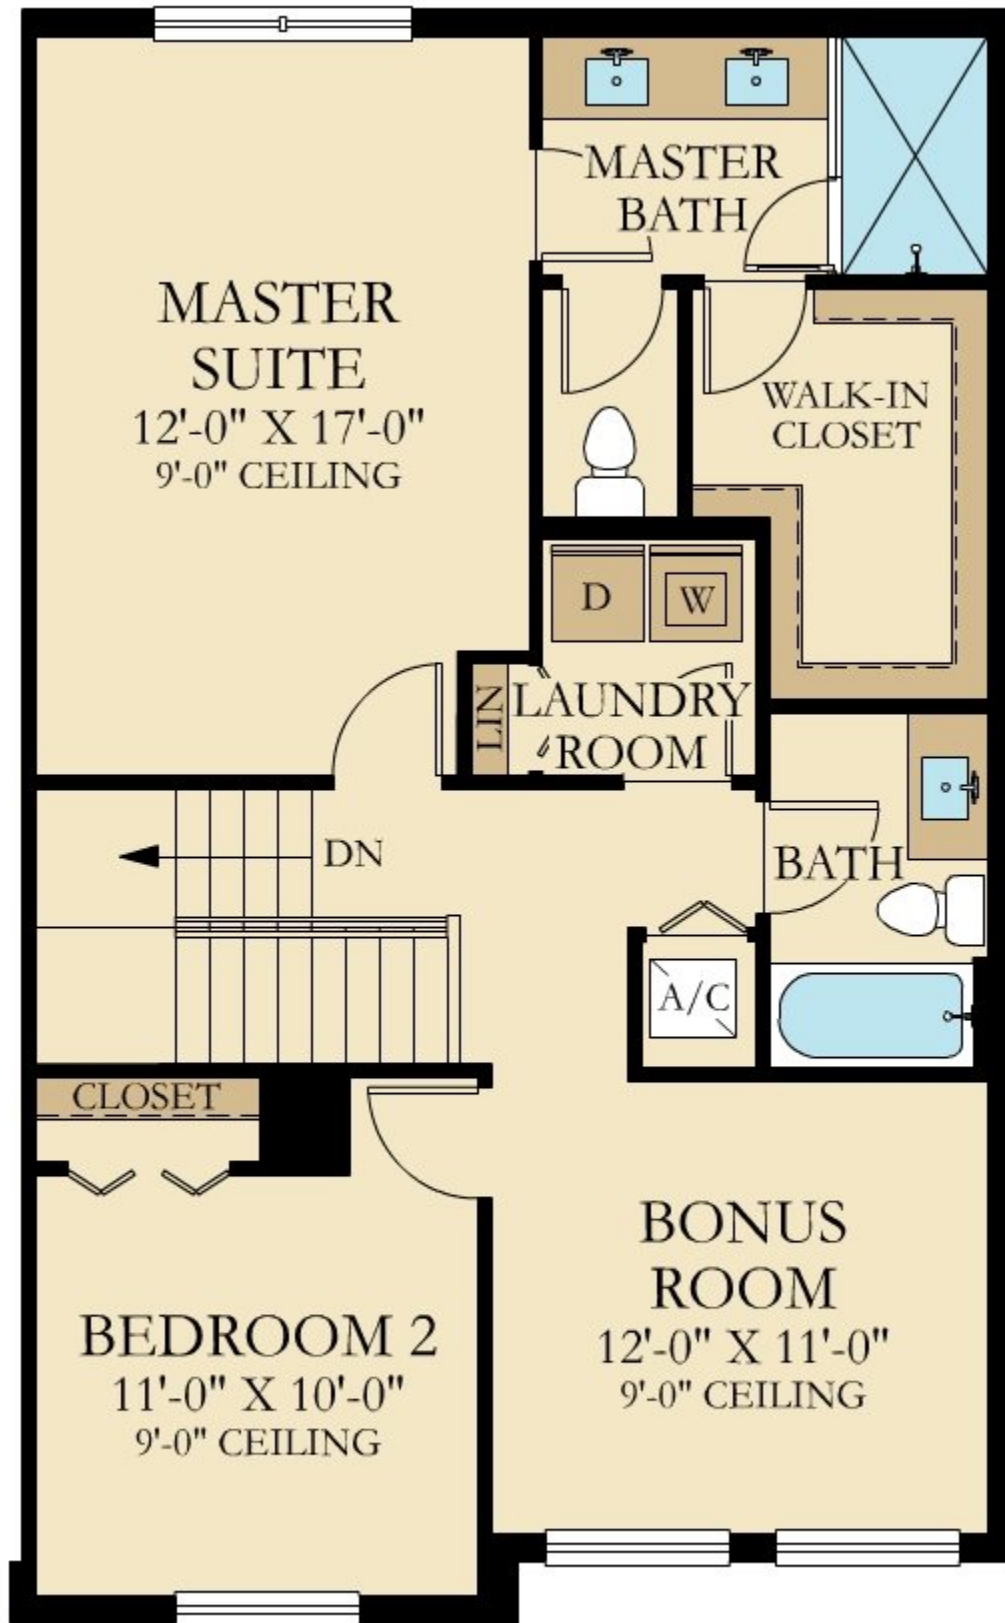 MASTER
BATH
MASTER
SUITE
12'-0" X 17'-0"
9'-0" CEILING
WALK-IN
CLOSET
D
W
LIN
LAUNDRY
ROOM
DN
BATH
A/C
CLOSET
BONUS
ROOM
12'-0" X 11'-0"
9'-0" CEILING
BEDROOM 2
11'-0" X 10'-0"
9'-0" CEILING